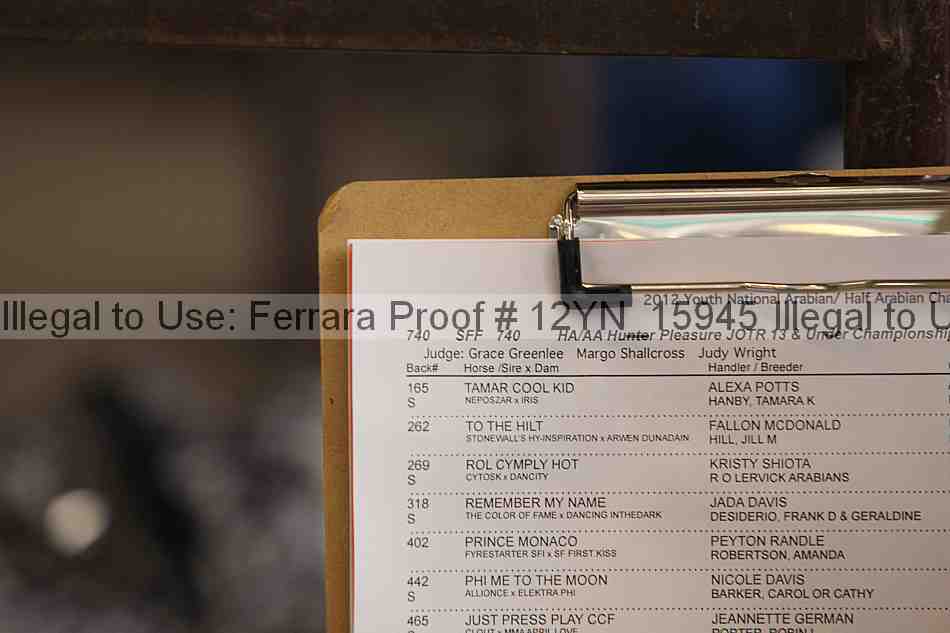 2012 Youth National Arabian/ Half Arabian Cha
Illegal to Use: Ferrara Proof # 12YN_15945 Illegal to U
740 SFF 740 HA/AA Hunter Pleasure JOTR 13 & Under Championship
Judge: Grace Greenlee Margo Shallcross Judy Wright
Back# Horse /Sire x Dam Handler / Breeder
165 TAMAR COOL KID ALEXA POTTS
S NEPOSZAR x IRIS HANBY, TAMARA K
262 TO THE HILT FALLON MCDONALD
STONEWALL'S HY-INSPIRATION x ARWEN DUNADAIN HILL, JILL M
269 ROL CYMPLY HOT KRISTY SHIOTA
S CYTOSK x DANCITY R O LERVICK ARABIANS
318 REMEMBER MY NAME JADA DAVIS
S THE COLOR OF FAME x DANCING INTHEDARK DESIDERIO, FRANK D & GERALDINE
402 PRINCE MONACO PEYTON RANDLE
FYRESTARTER SFI x SF FIRST KISS ROBERTSON, AMANDA
442 PHI ME TO THE MOON NICOLE DAVIS
S ALLIONCE x ELEKTRA PHI BARKER, CAROL OR CATHY
465 JUST PRESS PLAY CCF JEANNETTE GERMAN